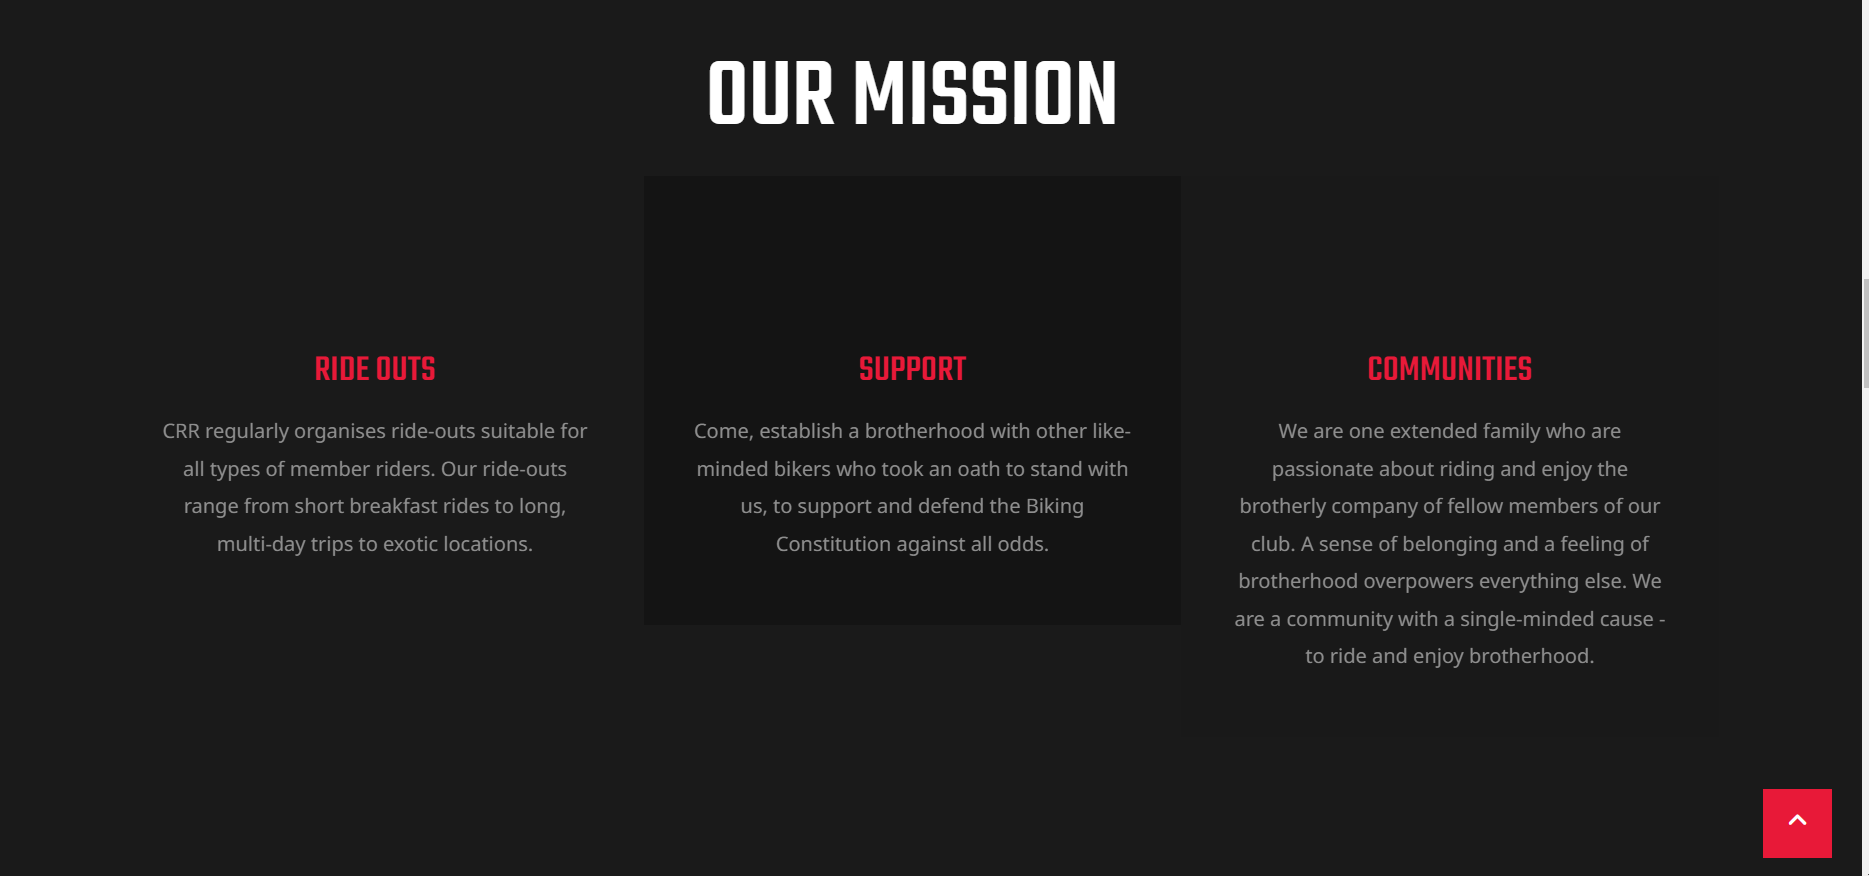 OUR MISSION
RIDE OUTS
CRR regularly organises ride-outs suitable for
all types of member riders. Our ride-outs
range from short breakfast rides to long,
multi-day trips to exotic locations.
SUPPORT
Come, establish a brotherhood with other like-
minded bikers who took an oath to stand with
us, to support and defend the Biking
Constitution against all odds.
COMMUNITIES
We are one extended family who are
passionate about riding and enjoy the
brotherly company of fellow members of our
club. A sense of belonging and a feeling of
brotherhood overpowers everything else. We
are a community with a single-minded cause -
to ride and enjoy brotherhood.